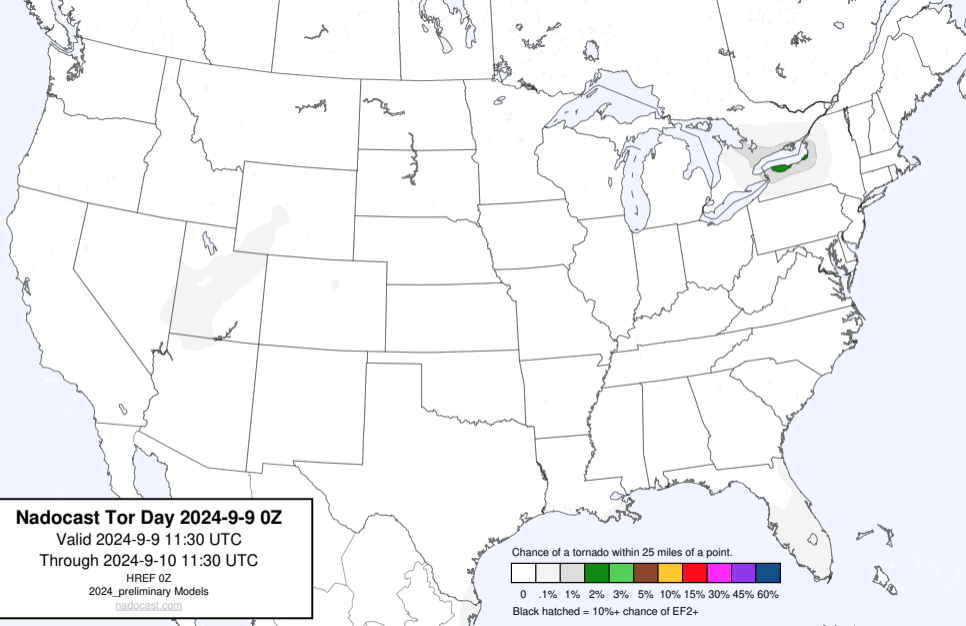 Nadocast Tor Day 2024-9-9 0Z
Valid 2024-9-9 11:30 UTC
Through 2024-9-10 11:30 UTC
HREF 0Z
2024_preliminary Models
nadocast.com
Chance of a tornado within 25 miles of a point.
0 .1% 1% 2% 3% 5% 10% 15% 30% 45% 60%
Black hatched = 10%+ chance of EF2+